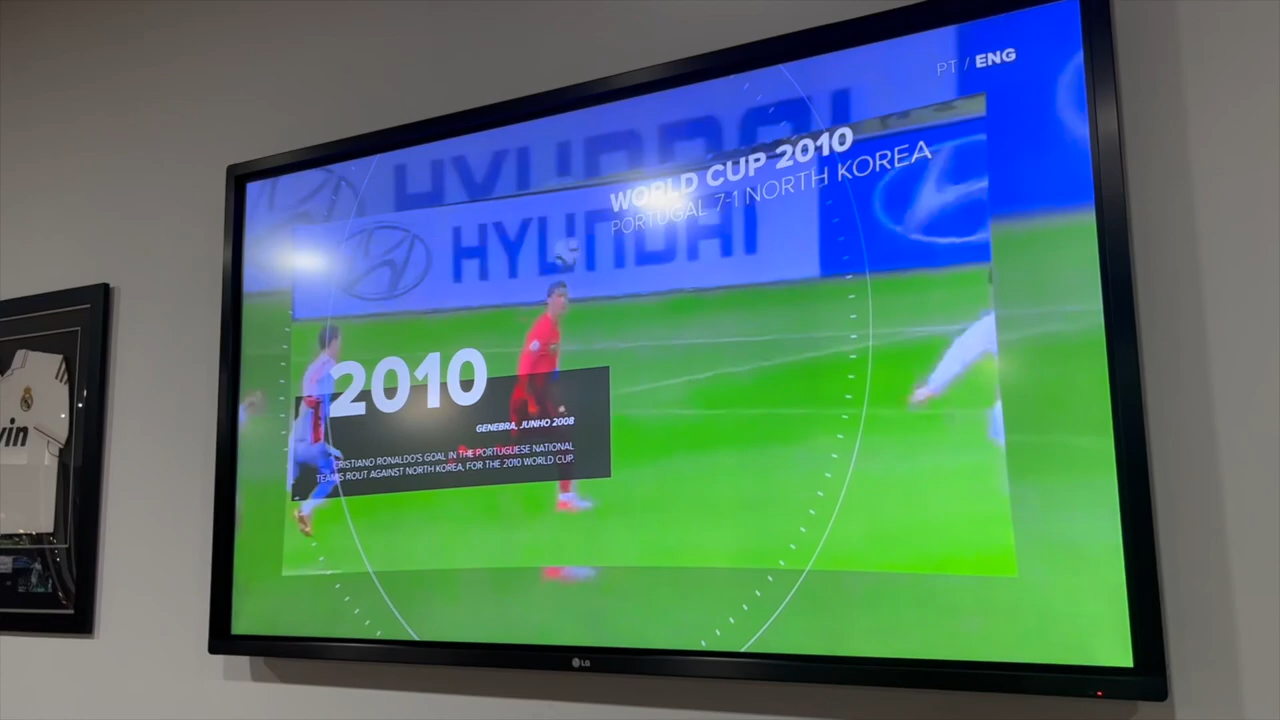 PT / ENG
HYUNDAI
WORLD CUP 2010
PORTUGAL 7-1 NORTH KOREA
HYUNDAI
2010
GENEBRA, JUNHO 2008
CRISTIANO RONALDO'S GOAL IN THE PORTUGUESE NATIONAL
TEAM'S ROUT AGAINST NORTH KOREA, FOR THE 2010 WORLD CUP.
LG